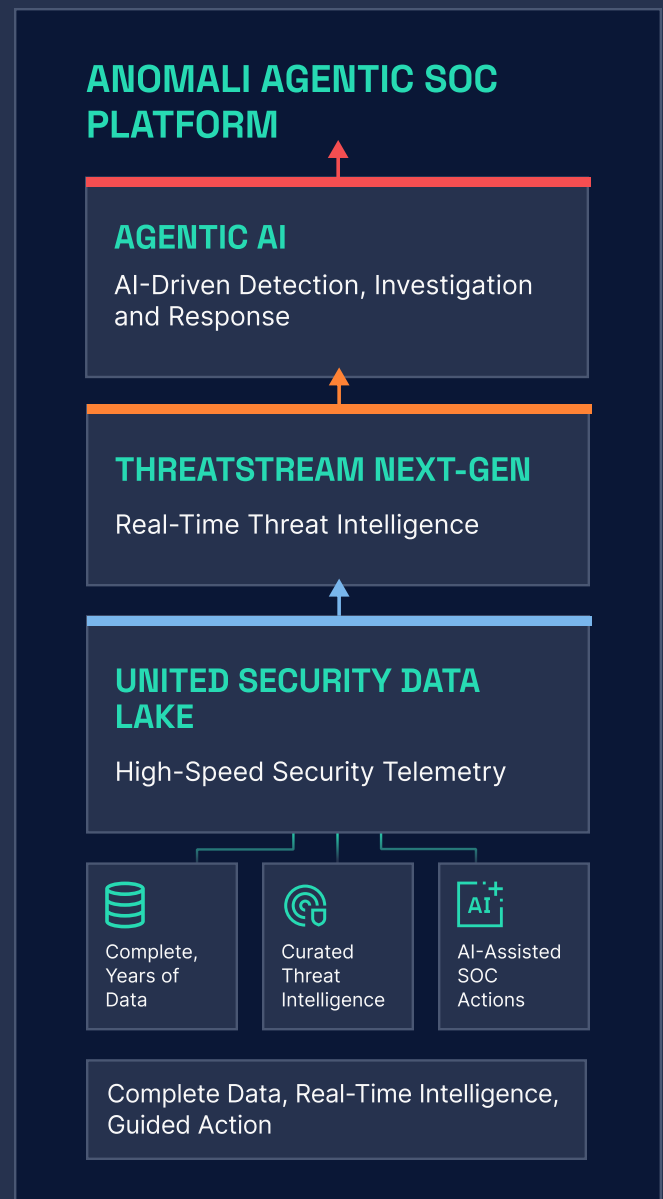 ANOMALI AGENTIC SOC
PLATFORM
AGENTIC AI
AI-Driven Detection, Investigation
and Response
THREATSTREAM NEXT-GEN
Real-Time Threat Intelligence
UNITED SECURITY DATA
LAKE
High-Speed Security Telemetry
Complete,
Years of
Data
Curated
Threat
Intelligence
AI
AI-Assisted
SOC
Actions
Complete Data, Real-Time Intelligence,
Guided Action